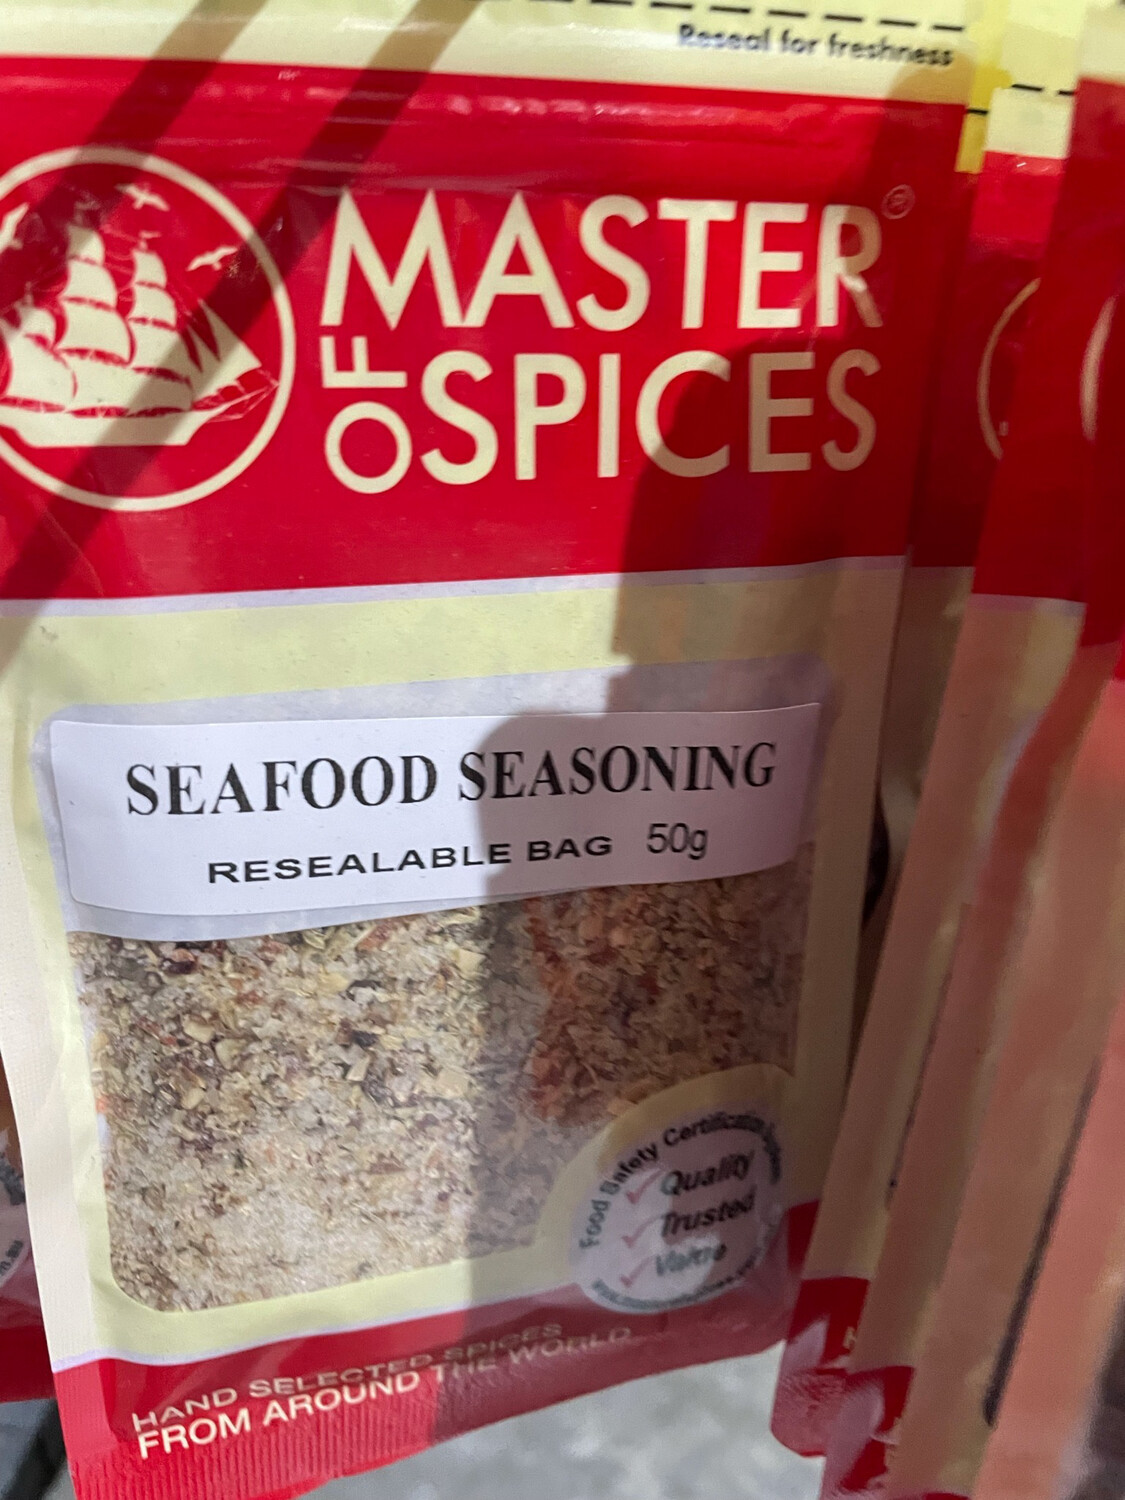 Reseal for freshness
MASTER®
OF SPICES
SEAFOOD SEASONING
RESEALABLE BAG 50g
Food Safety Certification
Quality
Trusted
Value
HAND SELECTED SPICES
FROM AROUND THE WORLD